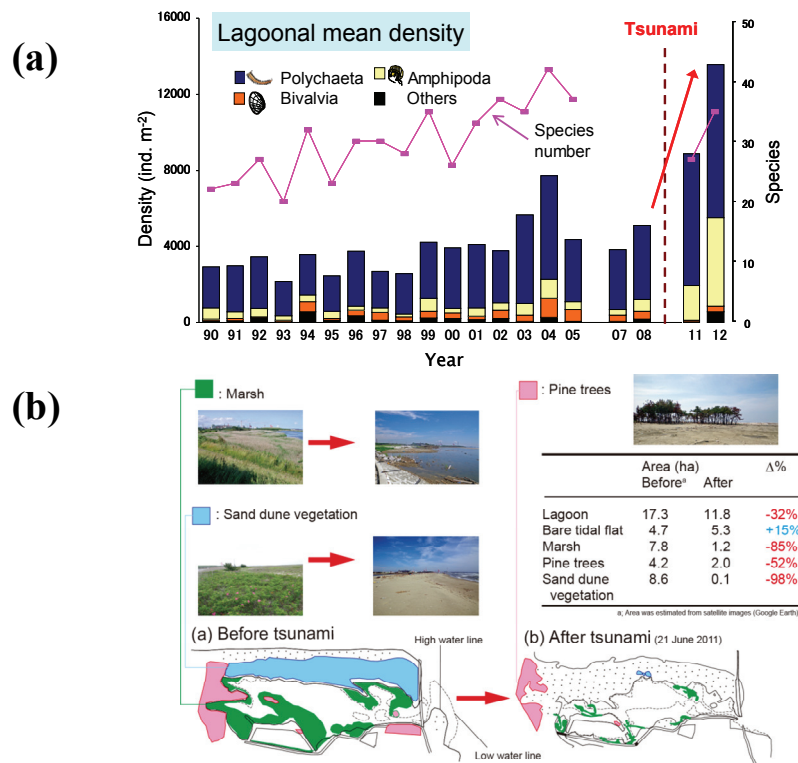 (a)
Lagoonal mean density
Tsunami
Polychaeta
Amphipoda
Bivalvia
Others
Species number
Density (ind. m-2)
16000
12000
8000
4000
0
Species
50
40
30
20
10
0
90 91 92 93 94 95 96 97 98 99 00 01 02 03 04 05 07 08 11 12
Year
(b)
: Marsh
: Pine trees
: Sand dune vegetation
Area (ha) Δ%
Beforeᵃ After
Lagoon 17.3 11.8 -32%
Bare tidal flat 4.7 5.3 +15%
Marsh 7.8 1.2 -85%
Pine trees 4.2 2.0 -52%
Sand dune 8.6 0.1 -98%
vegetation
a; Area was estimated from satellite images (Google Earth)
(a) Before tsunami
High water line
(b) After tsunami (21 June 2011)
Low water line